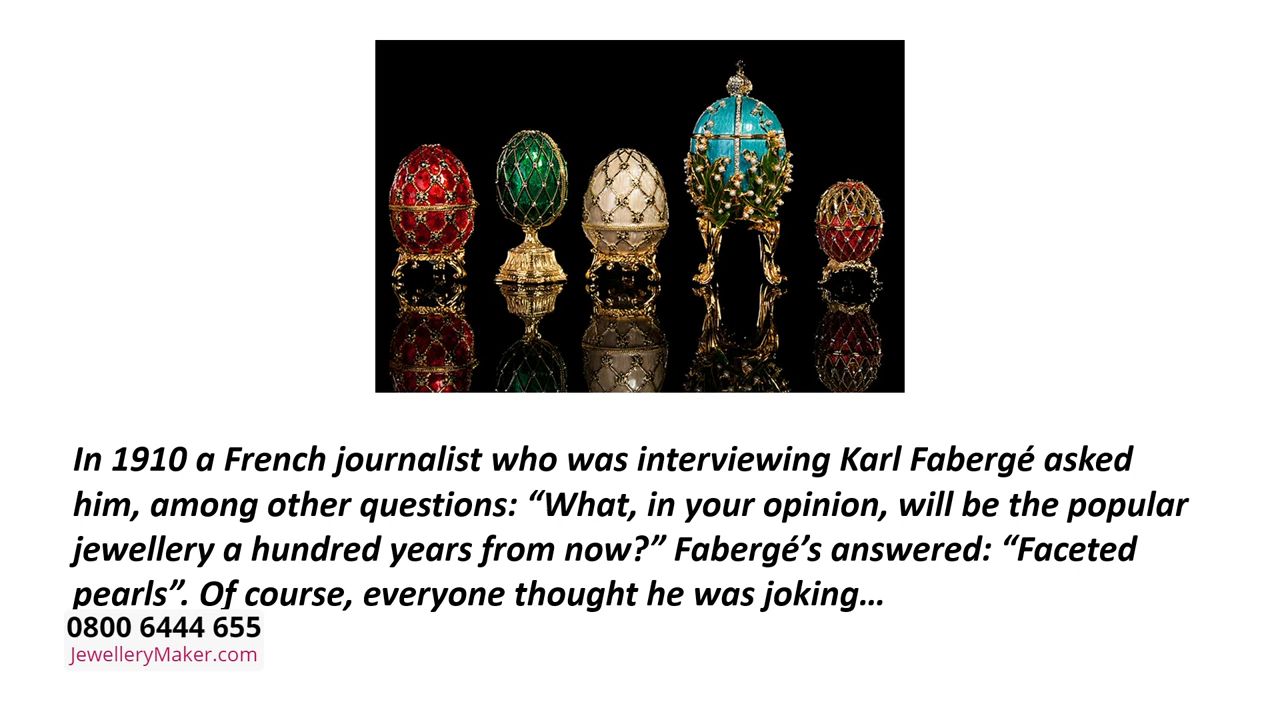 In 1910 a French journalist who was interviewing Karl Fabergé asked
him, among other questions: “What, in your opinion, will be the popular
jewellery a hundred years from now?” Fabergé’s answered: “Faceted
pearls”. Of course, everyone thought he was joking…
0800 6444 655
JewelleryMaker.com